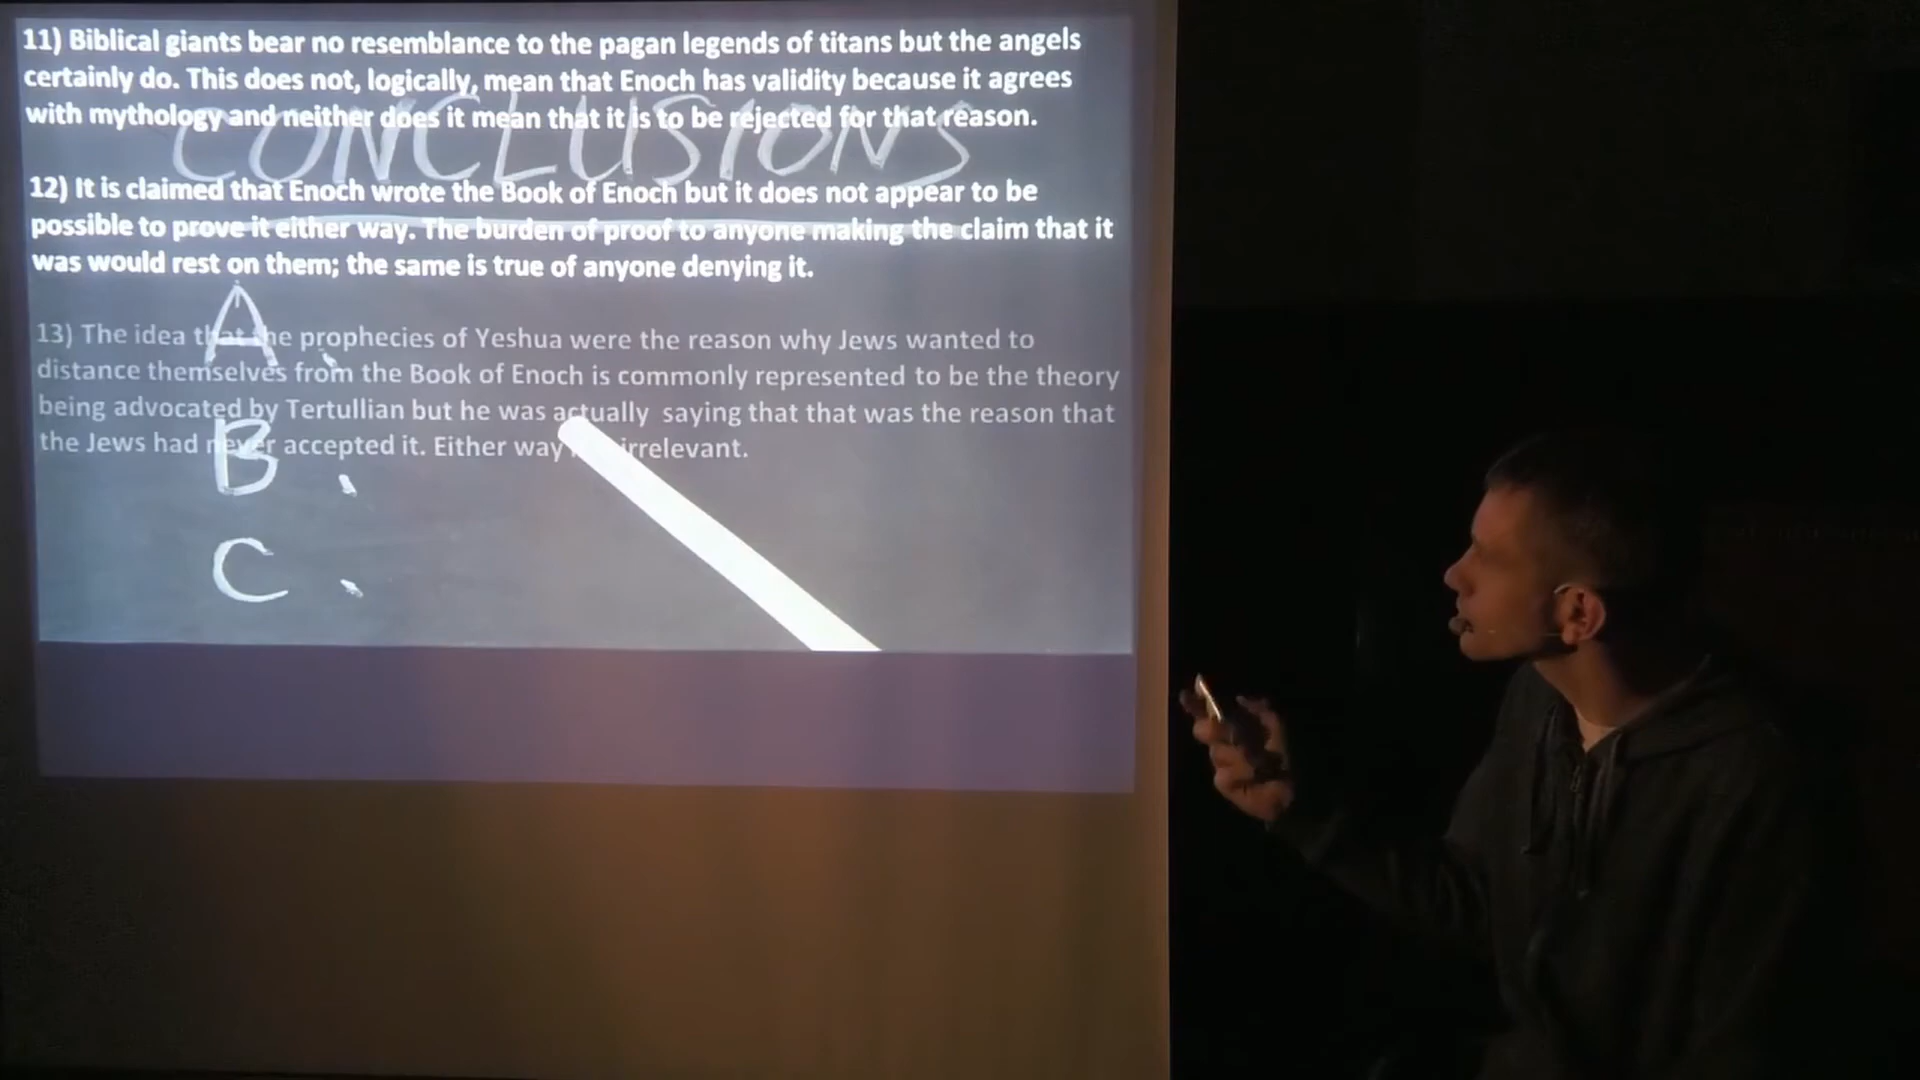 11) Biblical giants bear no resemblance to the pagan legends of titans but the angels
certainly do. This does not, logically, mean that Enoch has validity because it agrees
with mythology and neither does it mean that it is to be rejected for that reason.
CONCLUSIONS
12) It is claimed that Enoch wrote the Book of Enoch but it does not appear to be
possible to prove it either way. The burden of proof to anyone making the claim that it
was would rest on them; the same is true of anyone denying it.
A.
13) The idea that the prophecies of Yeshua were the reason why Jews wanted to
distance themselves from the Book of Enoch is commonly represented to be the theory
being advocated by Tertullian but he was actually saying that that was the reason that
the Jews had never accepted it. Either way irrelevant.
B.
C.